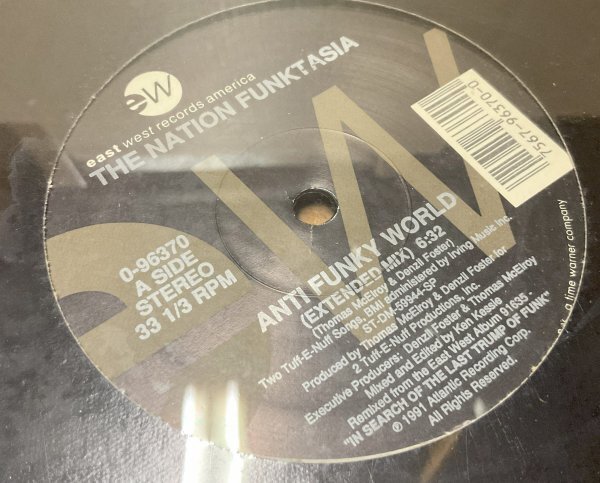 ew
east west records america
THE NATION FUNKTASIA
7567-96370-0
0-96370
A SIDE
STEREO
33 1/3 RPM
ANTI FUNKY WORLD
(EXTENDED MIX) 6:32
(Thomas McElroy & Denzil Foster)
Two Tuff-E-Nuff Songs, BMI administered by Irving Music Inc.
ST-DM-59944-SP
Produced by Thomas McElroy & Denzil Foster for
2 Tuff-E-Nuff Productions, Inc.
Executive Producers: Denzil Foster & Thomas McElroy
Mixed and Edited by Ken Kessie
Remixed from the East West Album 91635 -
"IN SEARCH OF THE LAST TRUMP OF FUNK"
℗ 1991 Atlantic Recording Corp.
All Rights Reserved.
a time warner company